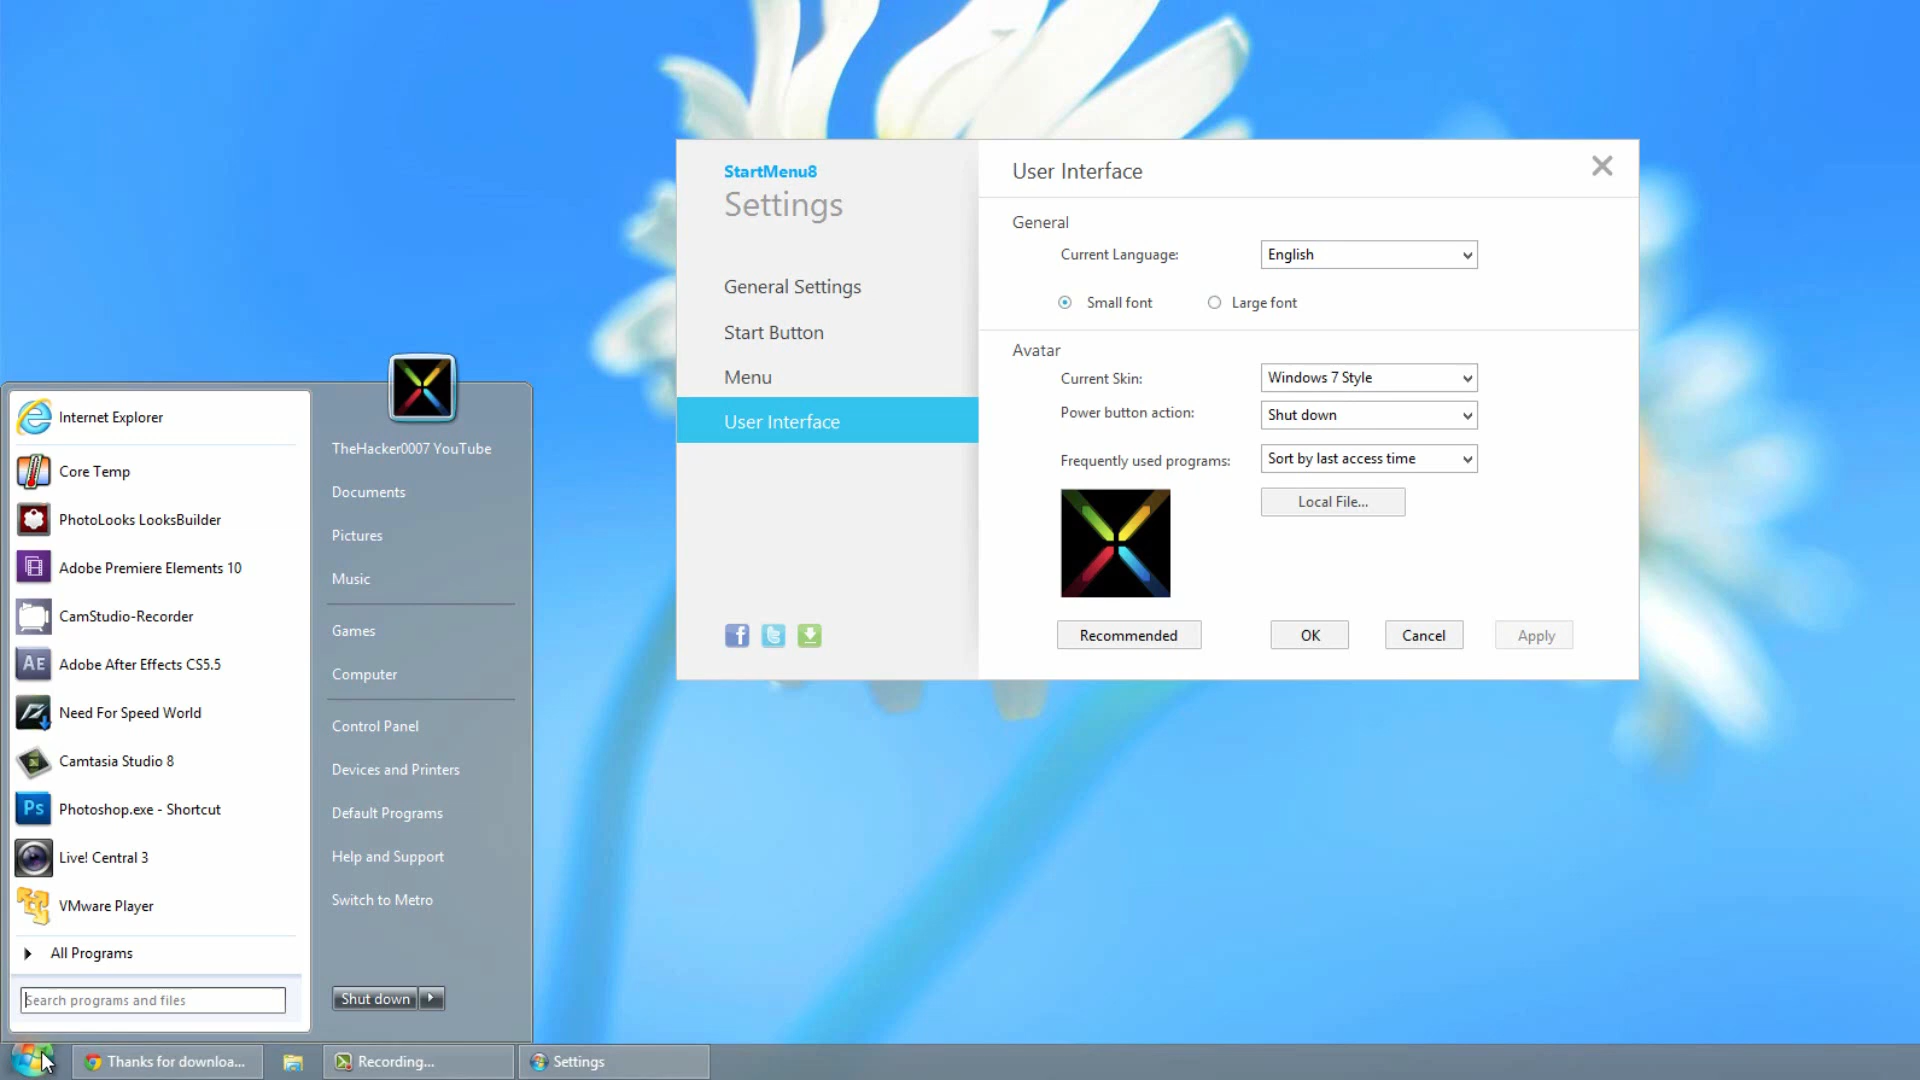 StartMenu8
Settings
General Settings
Start Button
Menu
User Interface
User Interface
General
Current Language:
English
Small font
Large font
Avatar
Current Skin:
Windows 7 Style
Power button action:
Shut down
Frequently used programs:
Sort by last access time
Local File...
Recommended
OK
Cancel
Apply
Internet Explorer
Core Temp
PhotoLooks LooksBuilder
Adobe Premiere Elements 10
CamStudio-Recorder
AE
Adobe After Effects CS5.5
Need For Speed World
Camtasia Studio 8
Ps
Photoshop.exe - Shortcut
Live! Central 3
VMware Player
All Programs
Search programs and files
TheHacker0007 YouTube
Documents
Pictures
Music
Games
Computer
Control Panel
Devices and Printers
Default Programs
Help and Support
Switch to Metro
Shut down
Thanks for downloa...
Recording...
Settings